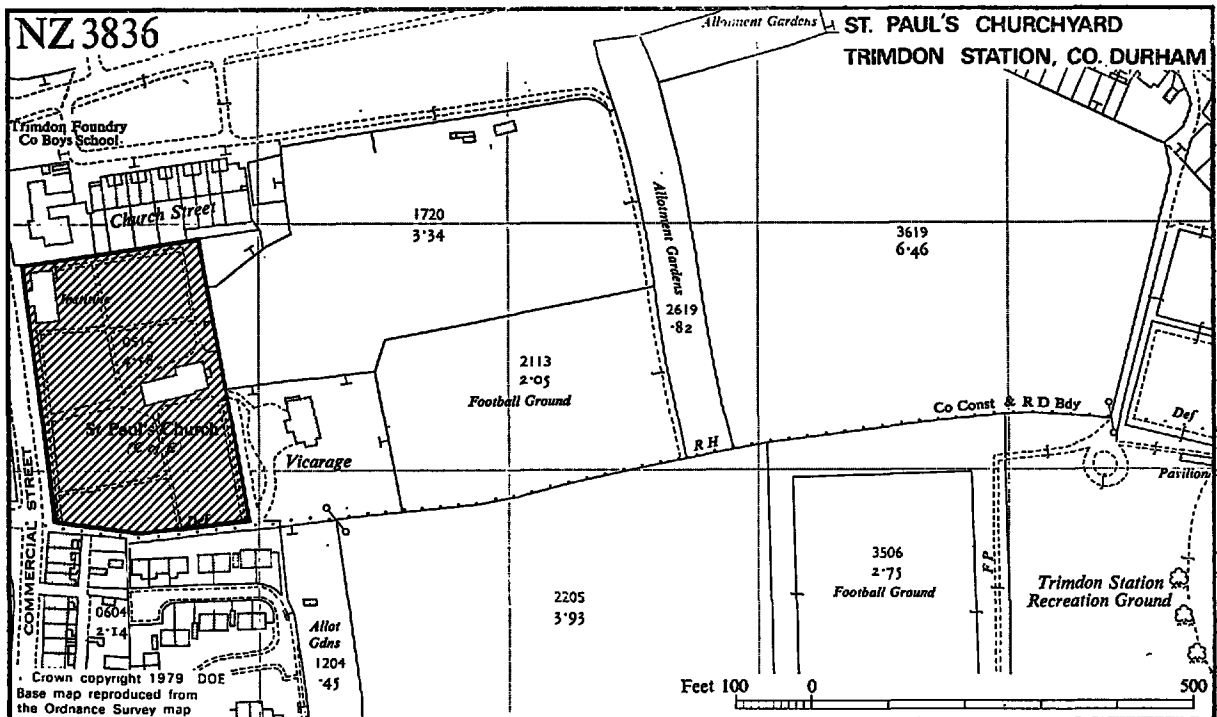 NZ 3836
Allotment Gardens
ST. PAUL'S CHURCHYARD
TRIMDON STATION, CO. DURHAM
Trimdon Foundry
Co Boys School
Church Street
1720
3·34
Allotment Gardens
2619
·82
3619
6·46
Institute
2113
2·05
Football Ground
St Paul's Church
(C of E)
Vicarage
R H
Co Const & R D Bdy
Def
Pavilion
COMMERCIAL STREET
Def
0604
2·14
Allot
Gdns
1204
·45
2205
3·93
3506
2·75
Football Ground
F P
Trimdon Station
Recreation Ground
Crown copyright 1979 DOE
Base map reproduced from
the Ordnance Survey map
Feet 100 0 500